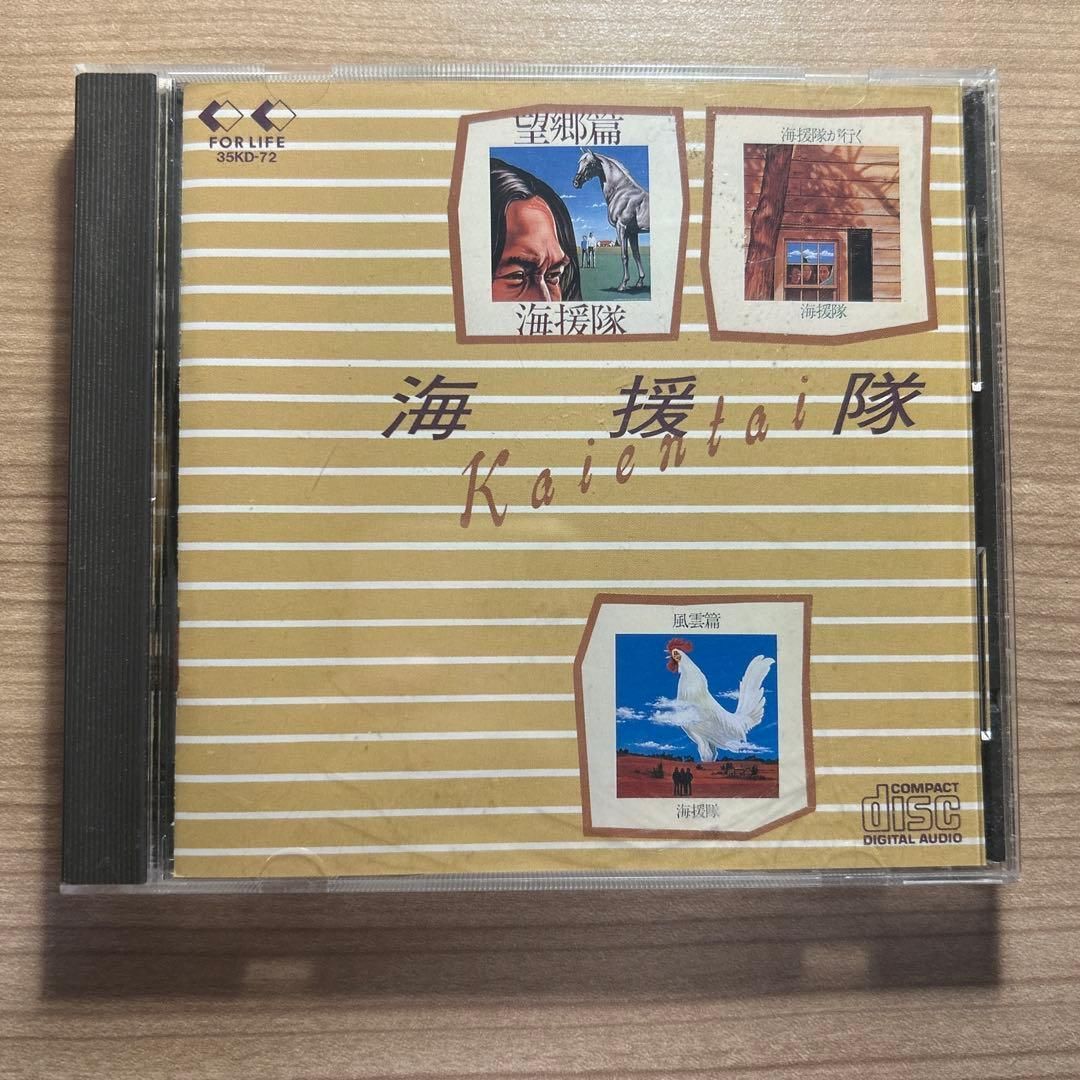 FOR LIFE
35KD-72
望郷篇
海援隊
海援隊が行く
海援隊
海援隊
Kaientai
風雲篇
海援隊
COMPACT
disc
DIGITAL AUDIO